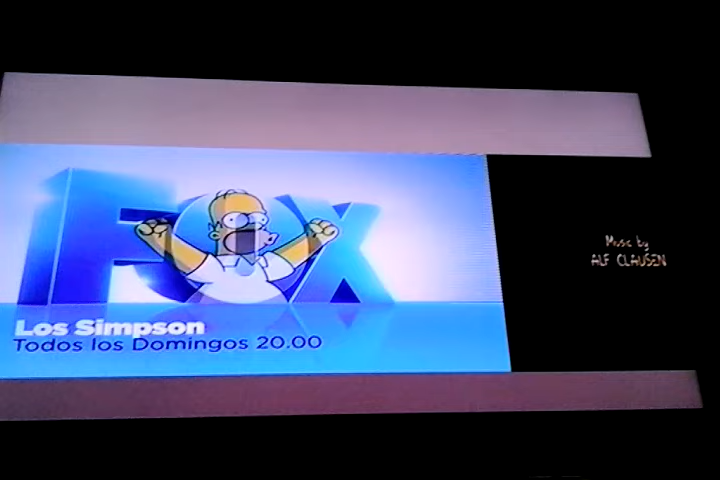 FOX
Los Simpson
Todos los Domingos 20.00
Music by
ALF CLAUSEN